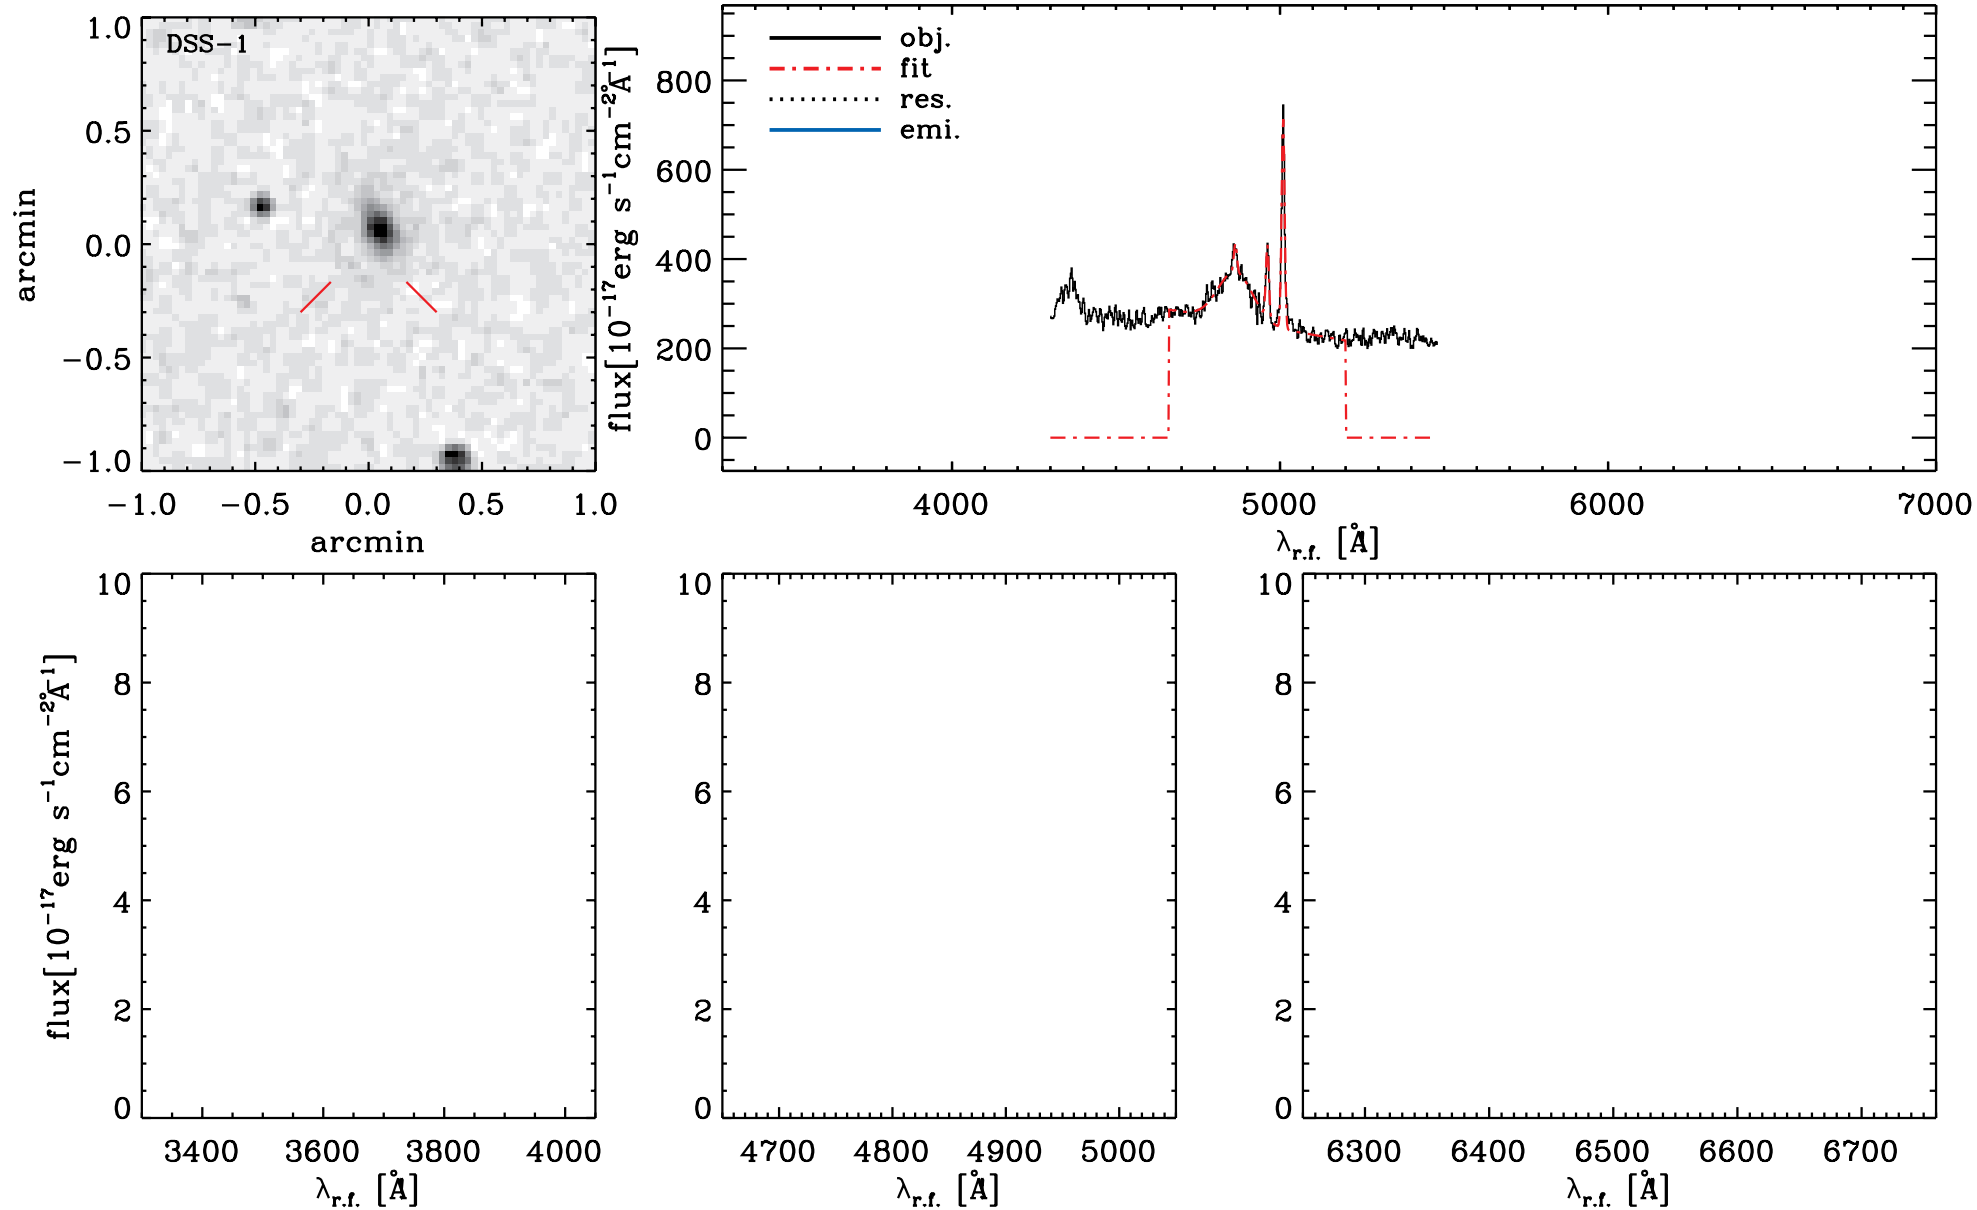 DSS-1
1.0
0.5
0.0
−0.5
−1.0
arcmin
−1.0 −0.5 0.0 0.5 1.0
arcmin
obj.
fit
res.
emi.
flux[10⁻¹⁷erg s⁻¹cm⁻²Å⁻¹]
800
600
400
200
0
4000 5000 6000 7000
λr.f. [Å]
flux[10⁻¹⁷erg s⁻¹cm⁻²Å⁻¹]
10
8
6
4
2
0
3400 3600 3800 4000
λr.f. [Å]
10
8
6
4
2
0
4700 4800 4900 5000
λr.f. [Å]
10
8
6
4
2
0
6300 6400 6500 6600 6700
λr.f. [Å]